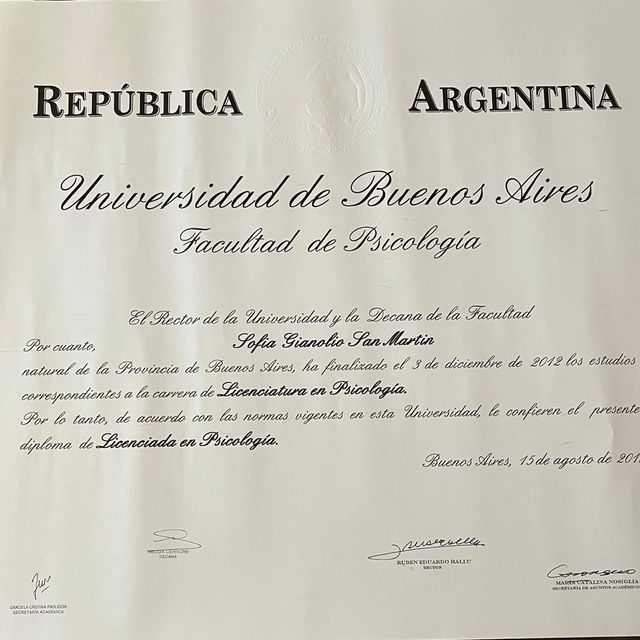 REPÚBLICA ARGENTINA
Universidad de Buenos Aires
Facultad de Psicología
El Rector de la Universidad y la Decana de la Facultad
Por cuanto, Sofia Gianolio San Martin
natural de la Provincia de Buenos Aires, ha finalizado el 3 de diciembre de 2012 los estudios
correspondientes a la carrera de Licenciatura en Psicología.
Por lo tanto, de acuerdo con las normas vigentes en esta Universidad, le confieren el presente
diploma de Licenciada en Psicología.
Buenos Aires, 15 de agosto de 201
NELIDA CERVONE
DECANA
RUBEN EDUARDO HALLU
RECTOR
MARIA CATALINA NOSIGLIA
SECRETARIA DE ASUNTOS ACADÉMICOS
GRACIELA CRISTINA PAOLICCHI
SECRETARIA ACADÉMICA